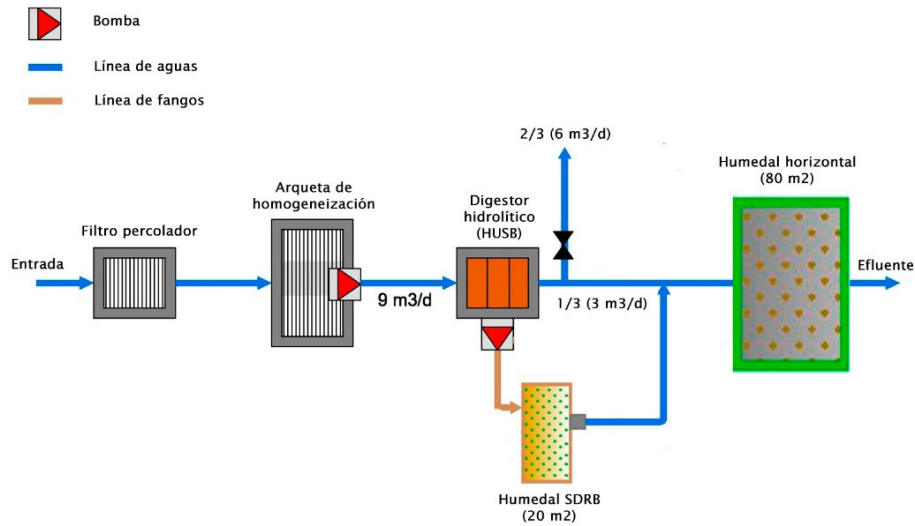 Bomba
Línea de aguas
Línea de fangos
2/3 (6 m3/d)
Humedal horizontal
(80 m2)
Arqueta de
homogeneización
Digestor
hidrolítico
(HUSB)
Filtro percolador
Entrada
Efluente
9 m3/d
1/3 (3 m3/d)
Humedal SDRB
(20 m2)